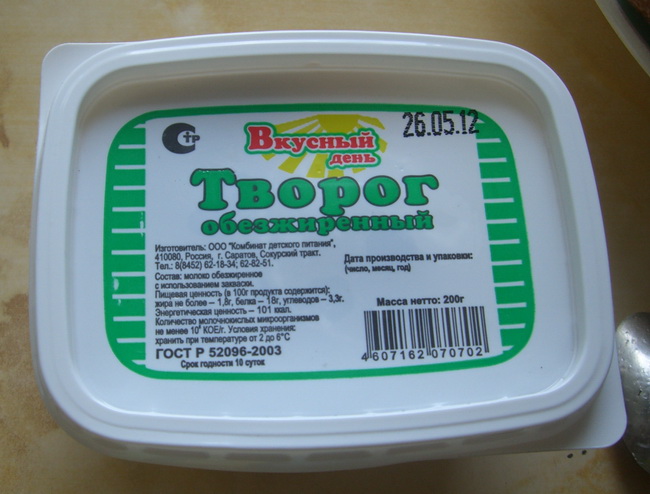 СТР
26.05.12
Вкусный
день
Творог
обезжиренный
Изготовитель: ООО "Комбинат детского питания",
410080, Россия, г. Саратов, Сокурский тракт.
Тел.: 8(8452) 62-18-34; 62-82-51.
Состав: молоко обезжиренное
с использованием закваски.
Пищевая ценность (в 100г продукта содержится):
жира не более – 1,8г, белка – 18г, углеводов – 3,3г.
Энергетическая ценность – 101 ккал.
Количество молочнокислых микроорганизмов
не менее 10⁶ КОЕ/г. Условия хранения:
хранить при температуре от 2 до 6°С
ГОСТ Р 52096-2003
Срок годности 10 суток
Дата производства и упаковки:
(число, месяц, год)
Масса нетто: 200г
4 607162 070702